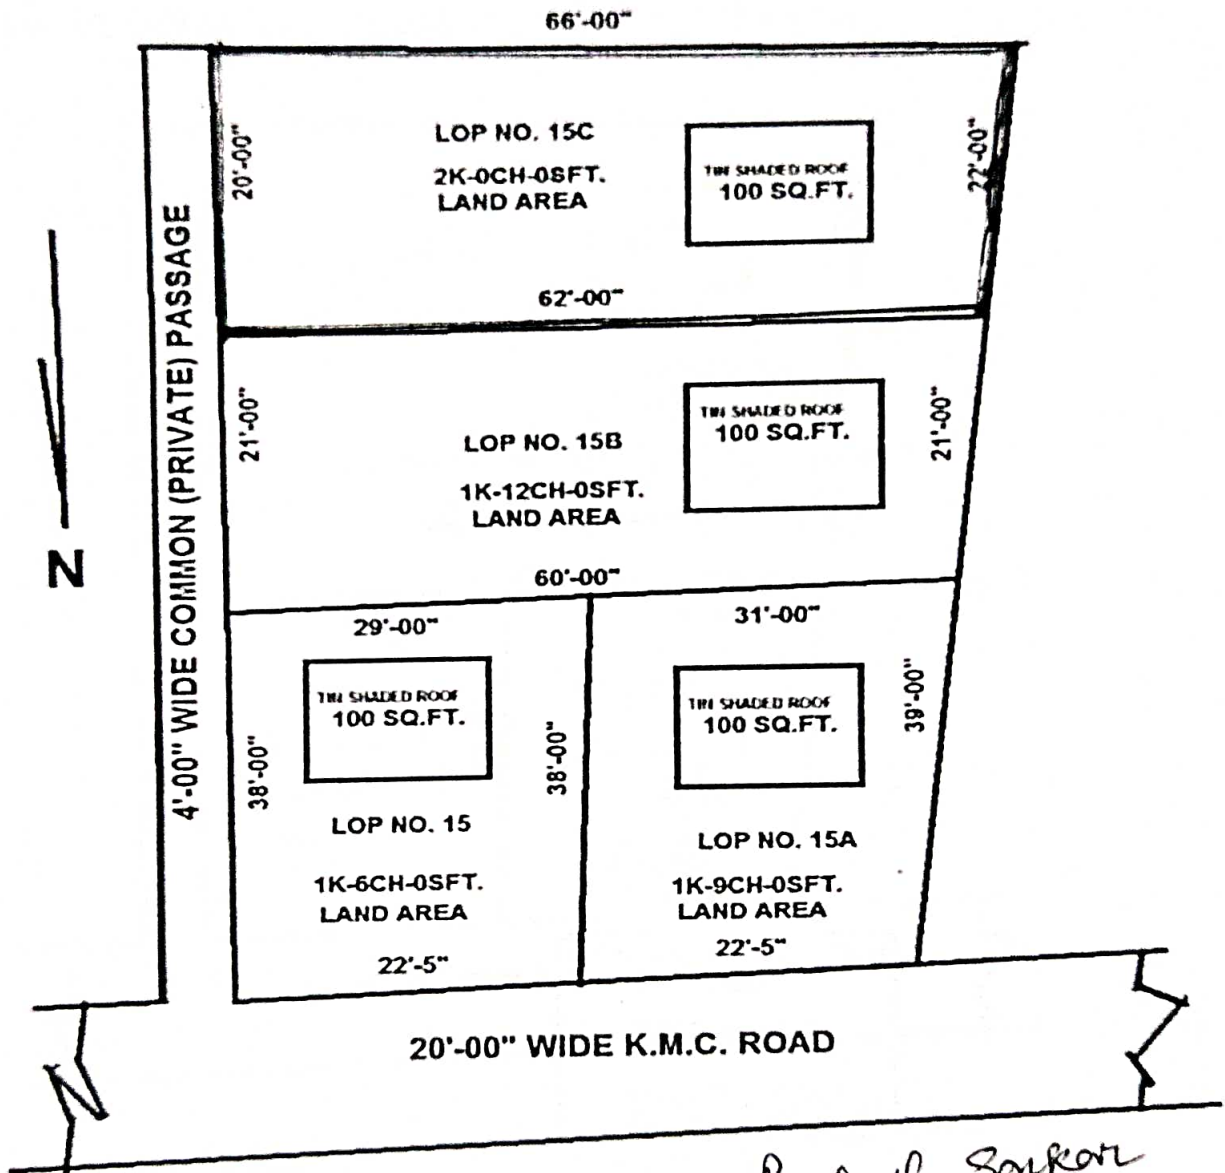 66'-00"
LOP NO. 15C
2K-0CH-0SFT.
LAND AREA
TIN SHADED ROOF
100 SQ.FT.
20'-00"
22'-00"
62'-00"
4'-00" WIDE COMMON (PRIVATE) PASSAGE
N
21'-00"
LOP NO. 15B
1K-12CH-0SFT.
LAND AREA
TIN SHADED ROOF
100 SQ.FT.
21'-00"
60'-00"
29'-00"
31'-00"
TIN SHADED ROOF
100 SQ.FT.
TIN SHADED ROOF
100 SQ.FT.
38'-00"
38'-00"
39'-00"
LOP NO. 15
1K-6CH-0SFT.
LAND AREA
22'-5"
LOP NO. 15A
1K-9CH-0SFT.
LAND AREA
22'-5"
20'-00" WIDE K.M.C. ROAD
Sarkar